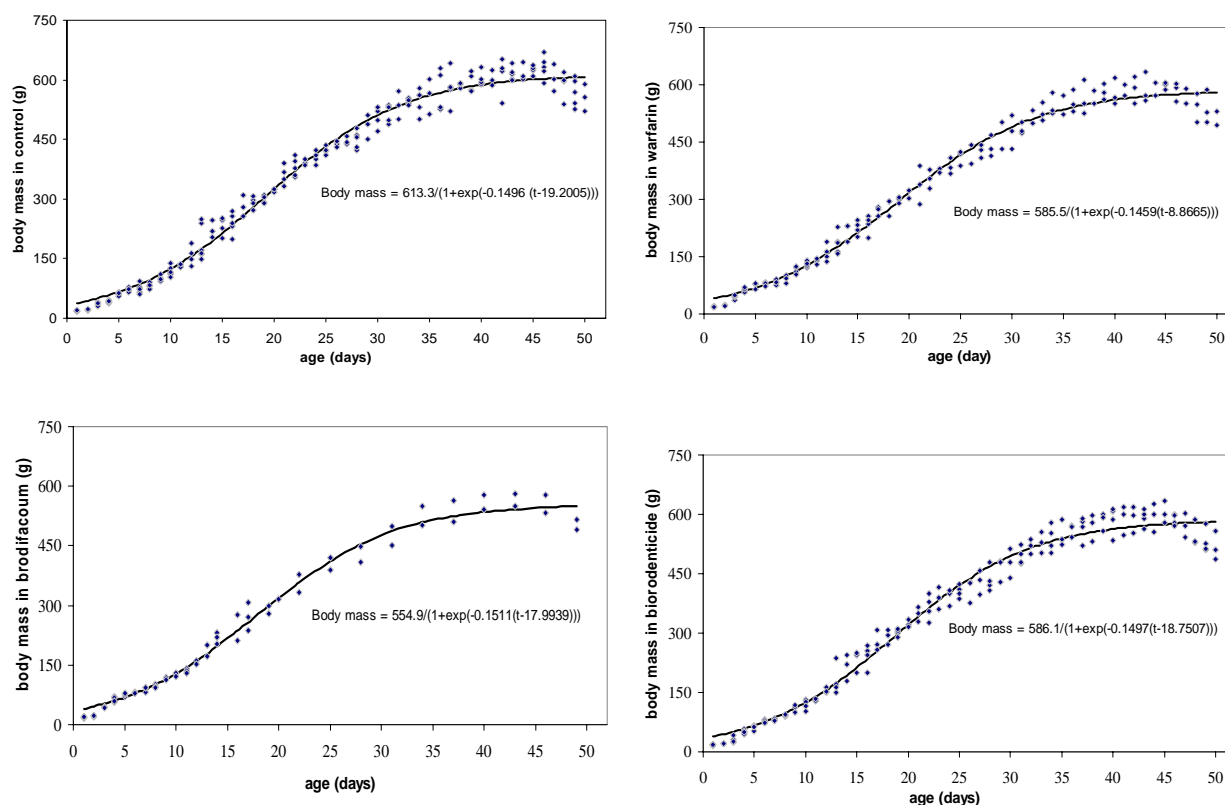 body mass in control (g)
750
600
450
300
150
0
Body mass = 613.3/(1+exp(-0.1496 (t-19.2005)))
0 5 10 15 20 25 30 35 40 45 50
age (days)
body mass in warfarin (g)
750
600
450
300
150
0
Body mass = 585.5/(1+exp(-0.1459(t-8.8665)))
0 5 10 15 20 25 30 35 40 45 50
age (day)
body mass in brodifacoum (g)
750
600
450
300
150
0
Body mass = 554.9/(1+exp(-0.1511(t-17.9939)))
0 5 10 15 20 25 30 35 40 45 50
age (days)
body mass in biorodenticide (g)
750
600
450
300
150
0
Body mass = 586.1/(1+exp(-0.1497(t-18.7507)))
0 5 10 15 20 25 30 35 40 45 50
age (days)